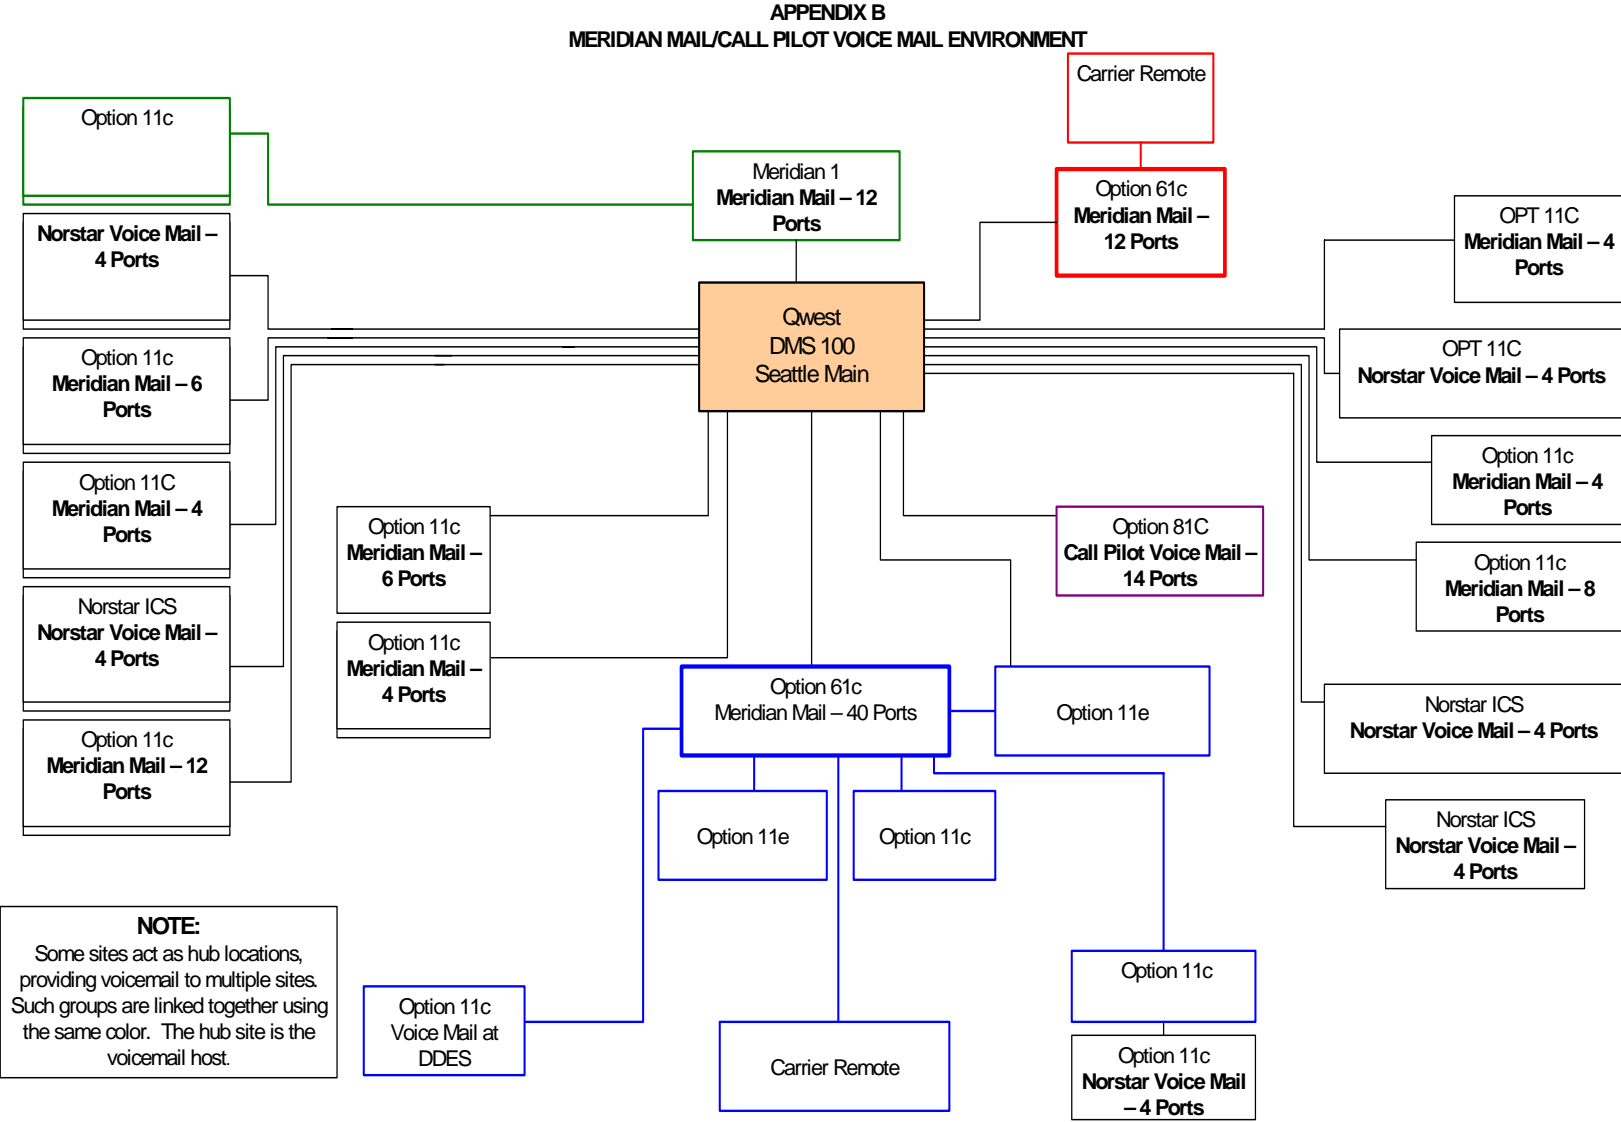 APPENDIX B
MERIDIAN MAIL/CALL PILOT VOICE MAIL ENVIRONMENT
Carrier Remote
Option 11c
Meridian 1
Meridian Mail – 12
Ports
Option 61c
Meridian Mail –
12 Ports
OPT 11C
Meridian Mail – 4
Ports
Norstar Voice Mail –
4 Ports
Qwest
DMS 100
Seattle Main
OPT 11C
Norstar Voice Mail – 4 Ports
Option 11c
Meridian Mail – 6
Ports
Option 11c
Meridian Mail – 4
Ports
Option 11C
Meridian Mail – 4
Ports
Option 11c
Meridian Mail –
6 Ports
Option 81C
Call Pilot Voice Mail –
14 Ports
Option 11c
Meridian Mail – 8
Ports
Norstar ICS
Norstar Voice Mail –
4 Ports
Option 11c
Meridian Mail –
4 Ports
Option 61c
Meridian Mail – 40 Ports
Option 11e
Norstar ICS
Norstar Voice Mail – 4 Ports
Option 11c
Meridian Mail – 12
Ports
Option 11e
Option 11c
Norstar ICS
Norstar Voice Mail –
4 Ports
NOTE:
Some sites act as hub locations,
providing voicemail to multiple sites.
Such groups are linked together using
the same color.  The hub site is the
voicemail host.
Option 11c
Voice Mail at
DDES
Carrier Remote
Option 11c
Option 11c
Norstar Voice Mail
– 4 Ports